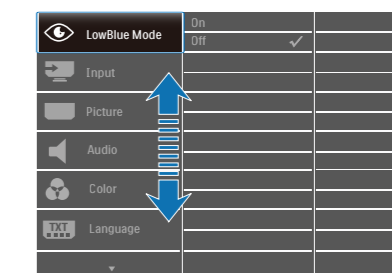 LowBlue Mode
On
Off
Input
Picture
Audio
Color
TXT
Language